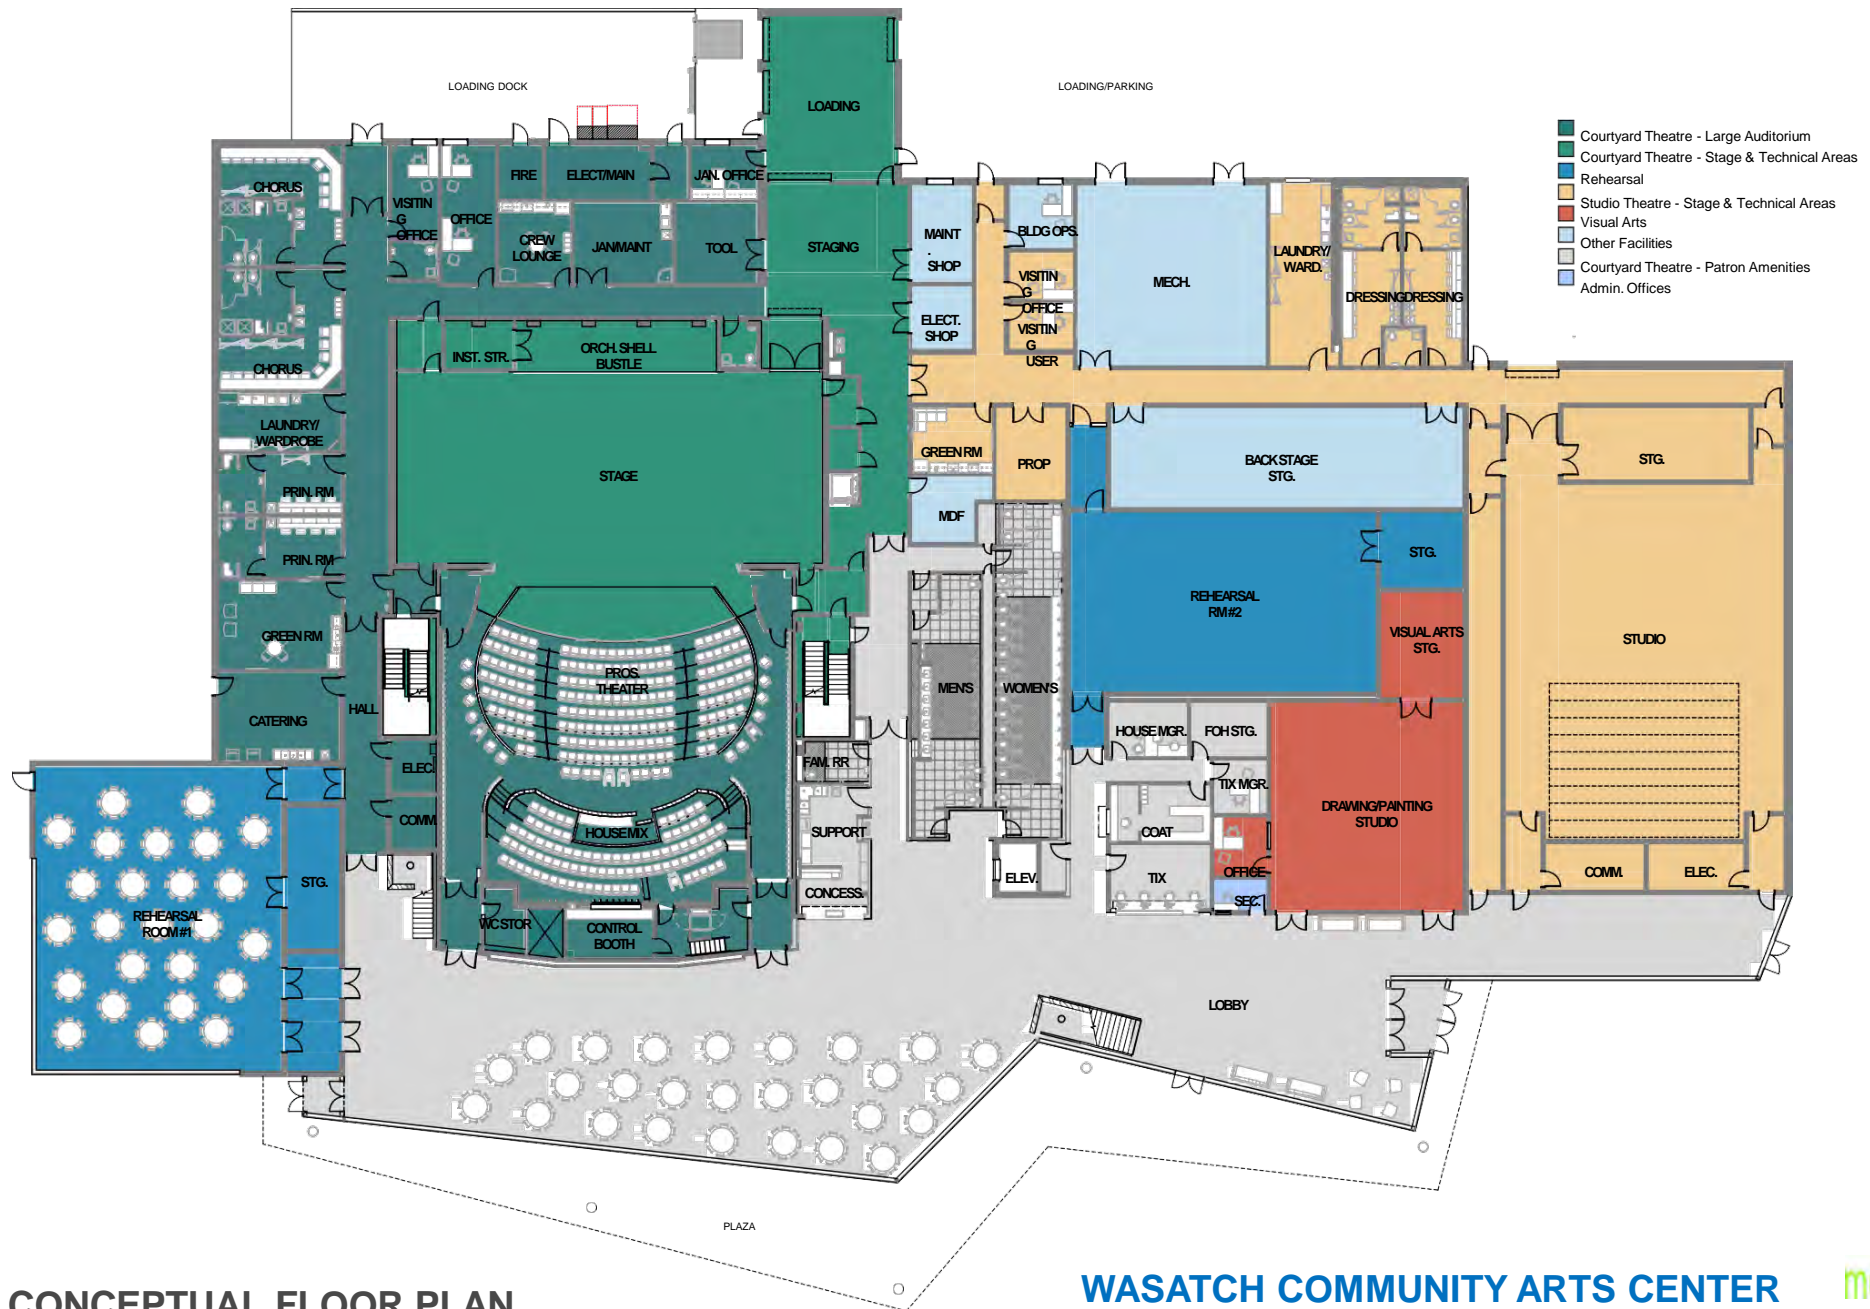 LOADING DOCK
LOADING/PARKING
LOADING
Courtyard Theatre - Large Auditorium
Courtyard Theatre - Stage & Technical Areas
Rehearsal
Studio Theatre - Stage & Technical Areas
Visual Arts
Other Facilities
Courtyard Theatre - Patron Amenities
Admin. Offices
CHORUS
VISITIN
G
OFFICE
OFFICE
FIRE
ELECT/MAIN
JAN. OFFICE
CREW
LOUNGE
JAN/MAINT
TOOL
STAGING
MAINT
.
SHOP
BLDG OPS.
VISITIN
G
OFFICE
VISITIN
G
USER
MECH.
LAUNDRY/
WARD.
DRESSING
DRESSING
ELECT.
SHOP
INST. STR.
ORCH. SHELL
BUSTLE
CHORUS
LAUNDRY/
WARDROBE
PRIN. RM
PRIN. RM
GREEN RM
STAGE
GREEN RM
PROP
MDF
BACK STAGE
STG.
STG.
STG.
REHEARSAL
RM #2
VISUAL ARTS
STG.
STUDIO
PROS.
THEATER
MEN'S
WOMEN'S
HALL
CATERING
ELEC.
COMM.
FAM. RR
HOUSE MGR.
FOH STG.
TIX MGR.
DRAWING/PAINTING
STUDIO
HOUSE MIX
SUPPORT
COAT
CONCESS.
ELEV.
TIX
OFFICE
SEC.
COMM.
ELEC.
STG.
REHEARSAL
ROOM #1
WC STOR
CONTROL
BOOTH
LOBBY
PLAZA
CONCEPTUAL FLOOR PLAN
WASATCH COMMUNITY ARTS CENTER
m